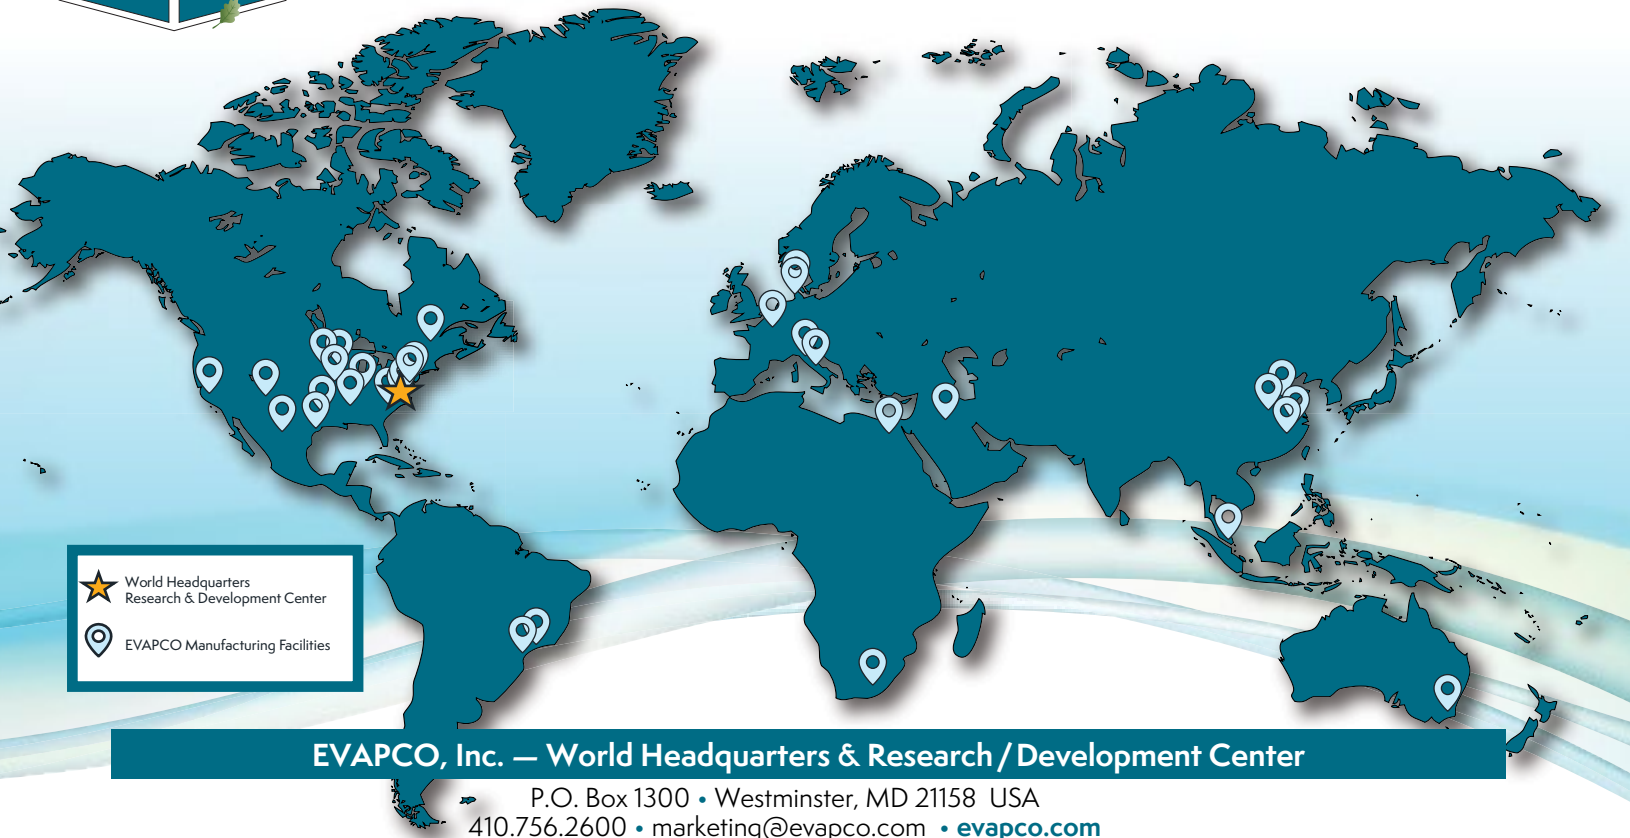 World Headquarters
Research & Development Center
EVAPCO Manufacturing Facilities
EVAPCO, Inc. — World Headquarters & Research / Development Center
P.O. Box 1300 • Westminster, MD 21158 USA
410.756.2600 • marketing@evapco.com • evapco.com